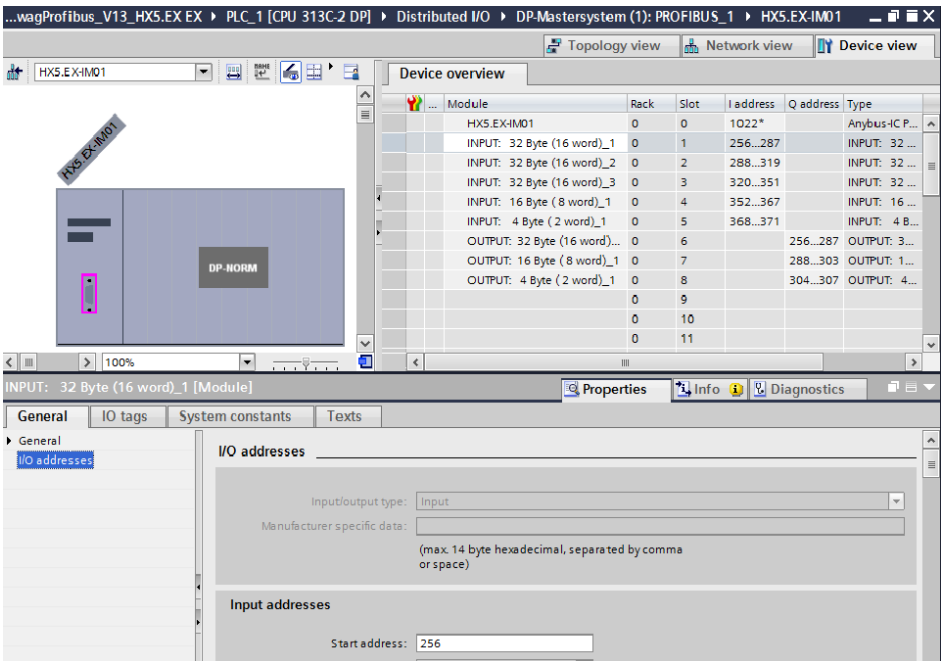 ...wagProfibus_V13_HX5.EX EX ▸ PLC_1 [CPU 313C-2 DP] ▸ Distributed I/O ▸ DP-Mastersystem (1): PROFIBUS_1 ▸ HX5.EX-IM01
Topology view Network view Device view
HX5.EX-IM01
Device overview
... Module Rack Slot I address Q address Type
HX5.EX-IM01 0 0 1022* Anybus-IC P...
INPUT: 32 Byte (16 word)_1 0 1 256...287 INPUT: 32 ...
INPUT: 32 Byte (16 word)_2 0 2 288...319 INPUT: 32 ...
INPUT: 32 Byte (16 word)_3 0 3 320...351 INPUT: 32 ...
INPUT: 16 Byte ( 8 word)_1 0 4 352...367 INPUT: 16 ...
INPUT: 4 Byte ( 2 word)_1 0 5 368...371 INPUT: 4 B...
OUTPUT: 32 Byte (16 word)... 0 6 256...287 OUTPUT: 3...
OUTPUT: 16 Byte ( 8 word)_1 0 7 288...303 OUTPUT: 1...
OUTPUT: 4 Byte ( 2 word)_1 0 8 304...307 OUTPUT: 4...
0 9
0 10
0 11
HX5.EX-IM01
DP-NORM
100%
INPUT: 32 Byte (16 word)_1 [Module]
Properties Info Diagnostics
General IO tags System constants Texts
General
I/O addresses
I/O addresses
Input/output type: Input
Manufacturer specific data:
(max. 14 byte hexadecimal, separated by comma
or space)
Input addresses
Start address: 256